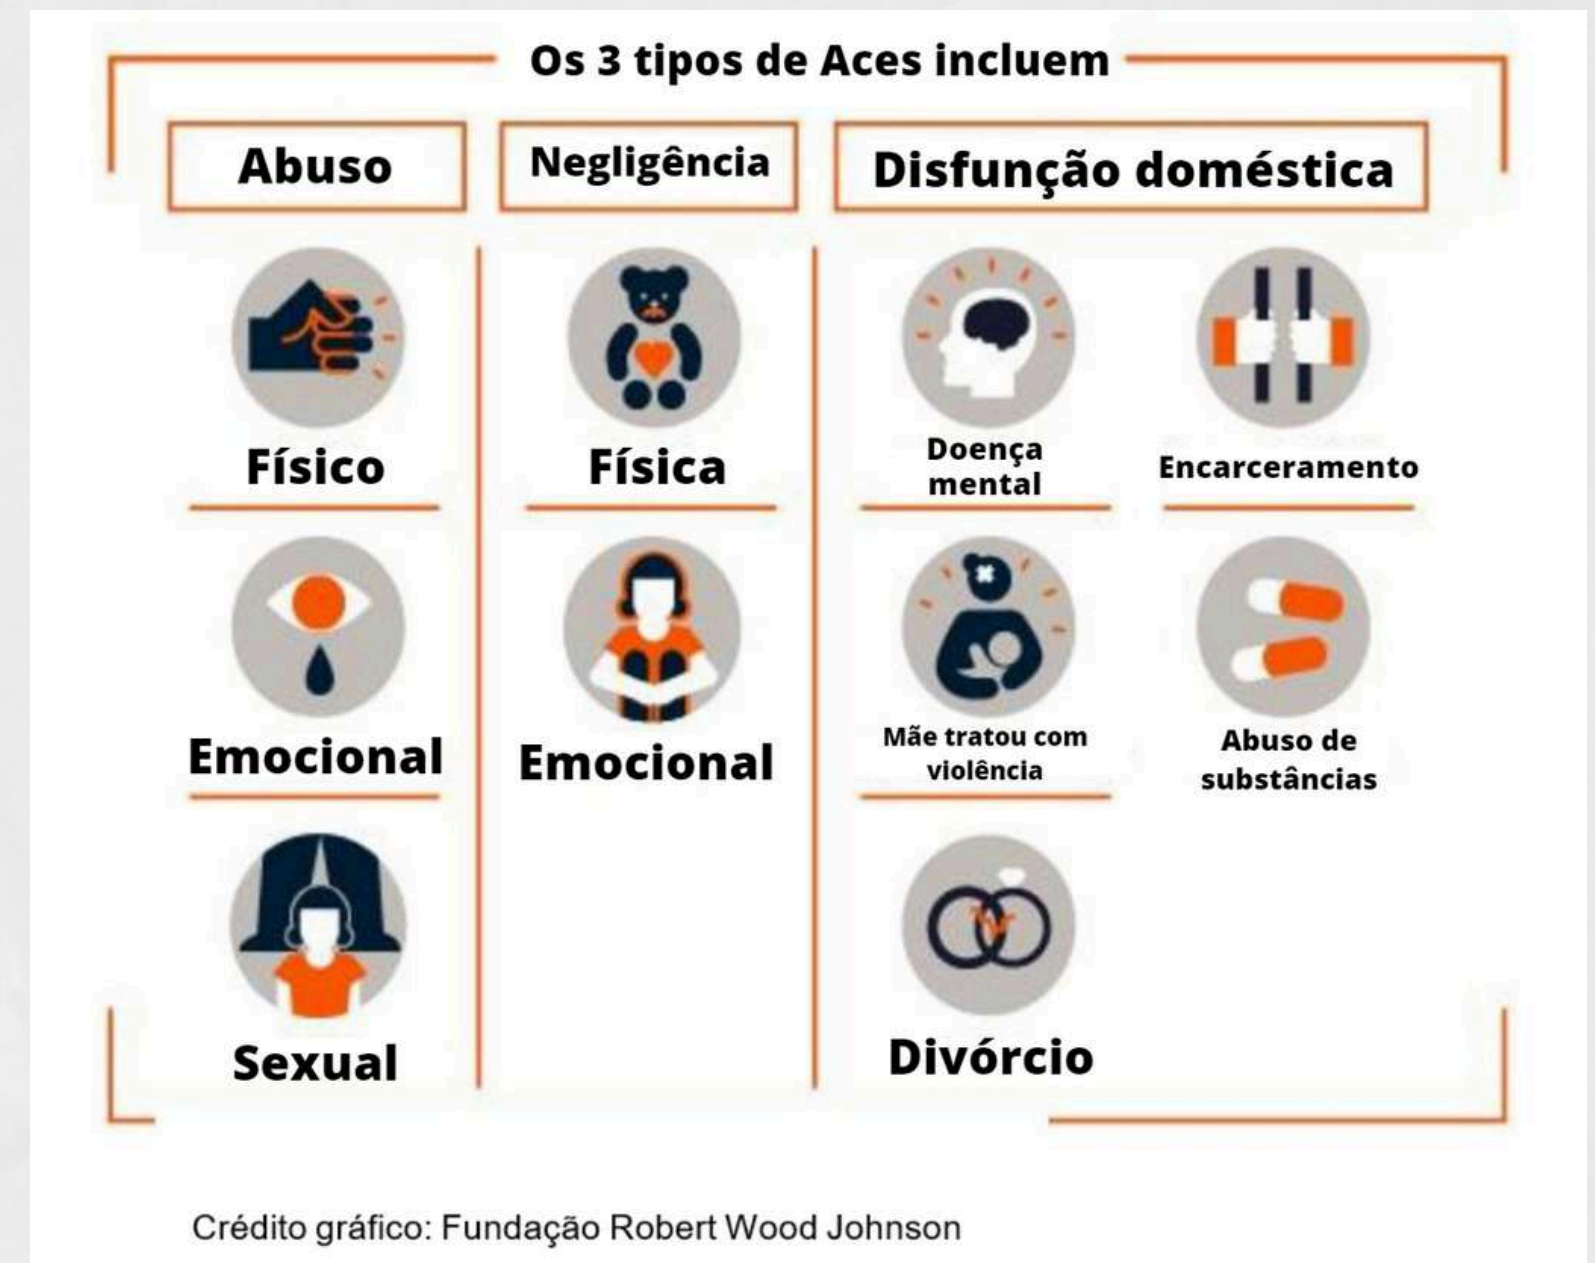 Os 3 tipos de Aces incluem
Abuso
Negligência
Disfunção doméstica
Físico
Física
Doença
mental
Encarceramento
Emocional
Emocional
Mãe tratou com
violência
Abuso de
substâncias
Sexual
Divórcio
Crédito gráfico: Fundação Robert Wood Johnson